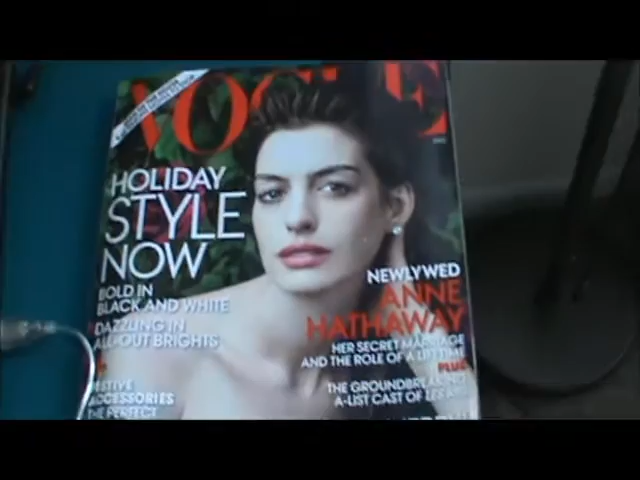 VOGUE
HOLIDAY
STYLE
NOW
BOLD IN
BLACK AND WHITE
DAZZLING IN
ALL-OUT BRIGHTS
ACCESSORIES
THE PERFECT
NEWLYWED
ANNE
HATHAWAY
HER SECRET MARRIAGE
AND THE ROLE OF A LIFETIME
PLUS
THE GROUNDBREAKING
A-LIST CAST OF LES